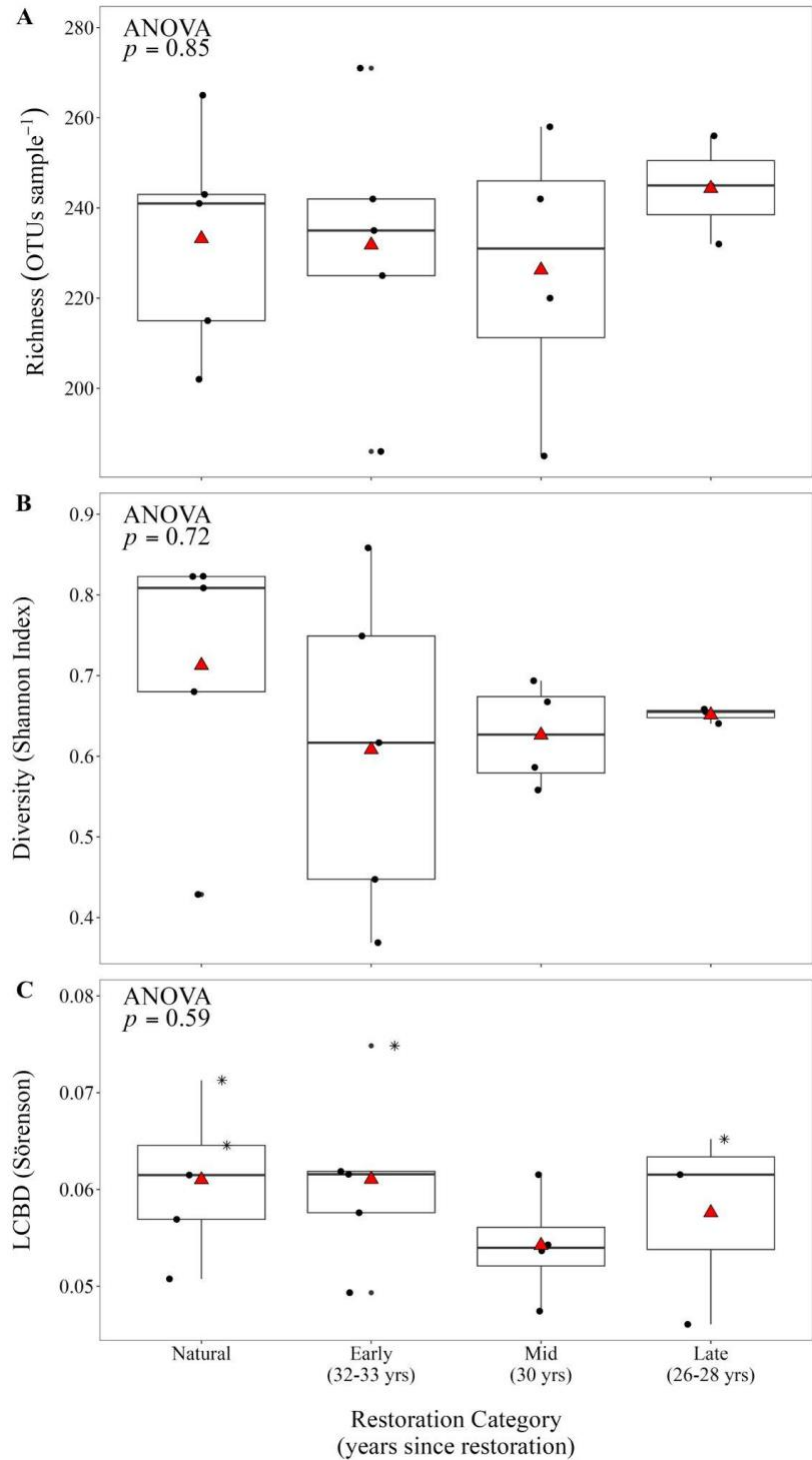 A
ANOVA
p = 0.85
280
260
240
220
200
Richness (OTUs sample⁻¹)
B
ANOVA
p = 0.72
0.9
0.8
0.7
0.6
0.5
0.4
Diversity (Shannon Index)
C
ANOVA
p = 0.59
0.08
0.07
0.06
0.05
LCBD (Sörenson)
Natural
Early
(32-33 yrs)
Mid
(30 yrs)
Late
(26-28 yrs)
Restoration Category
(years since restoration)